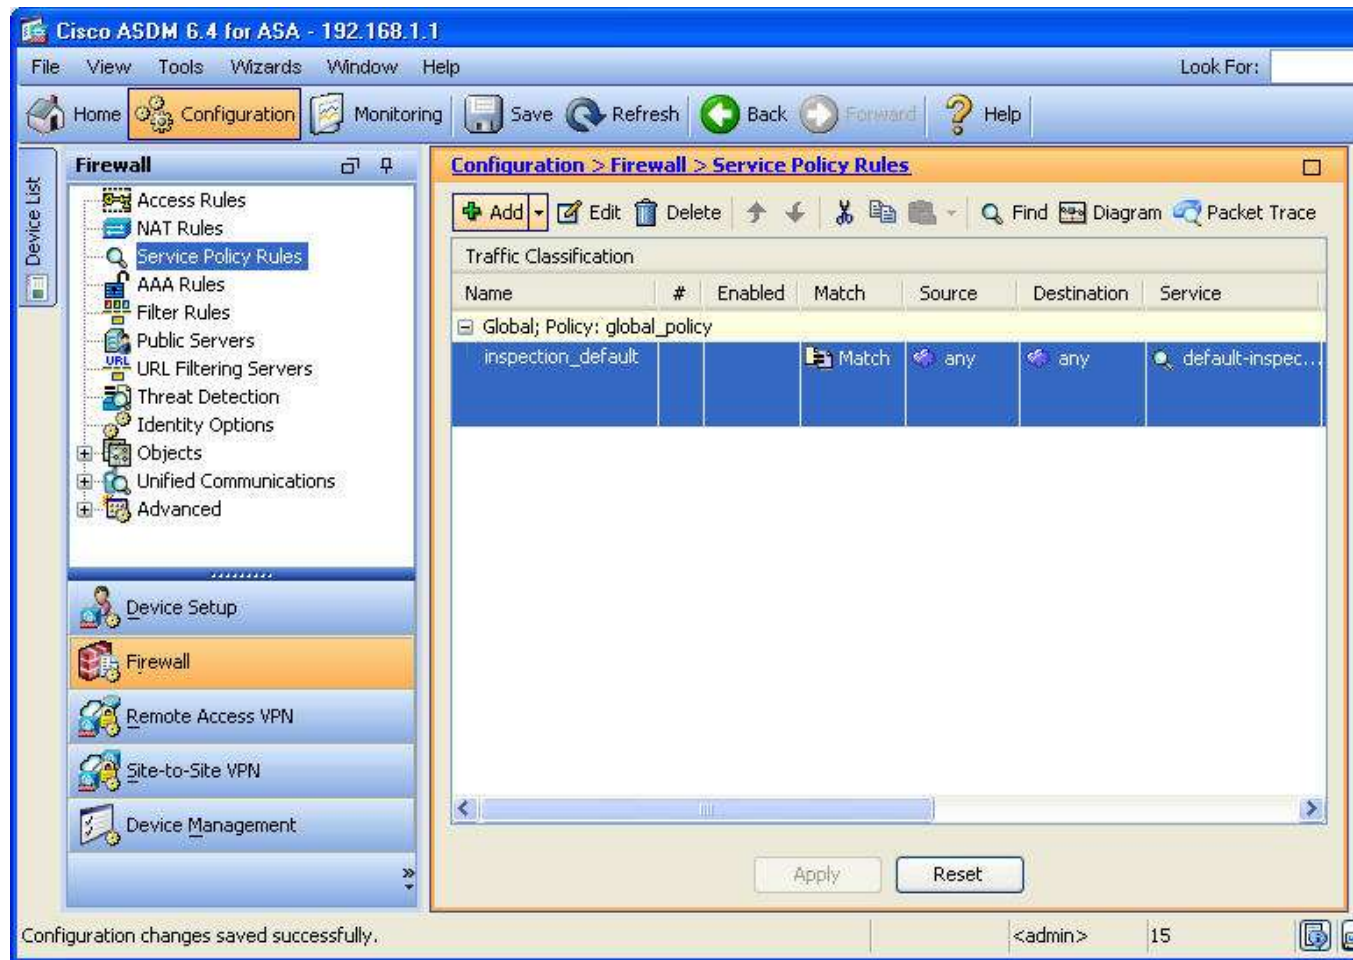 Cisco ASDM 6.4 for ASA - 192.168.1.1
File View Tools Wizards Window Help Look For:
Home Configuration Monitoring Save Refresh Back Forward Help
Device List
Firewall
Access Rules
NAT Rules
Service Policy Rules
AAA Rules
Filter Rules
Public Servers
URL URL Filtering Servers
Threat Detection
Identity Options
Objects
Unified Communications
Advanced
Device Setup
Firewall
Remote Access VPN
Site-to-Site VPN
Device Management
Configuration > Firewall > Service Policy Rules
Add Edit Delete Find Diagram Packet Trace
Traffic Classification
Name # Enabled Match Source Destination Service
Global; Policy: global_policy
inspection_default Match any any default-inspec...
Apply Reset
Configuration changes saved successfully. <admin> 15